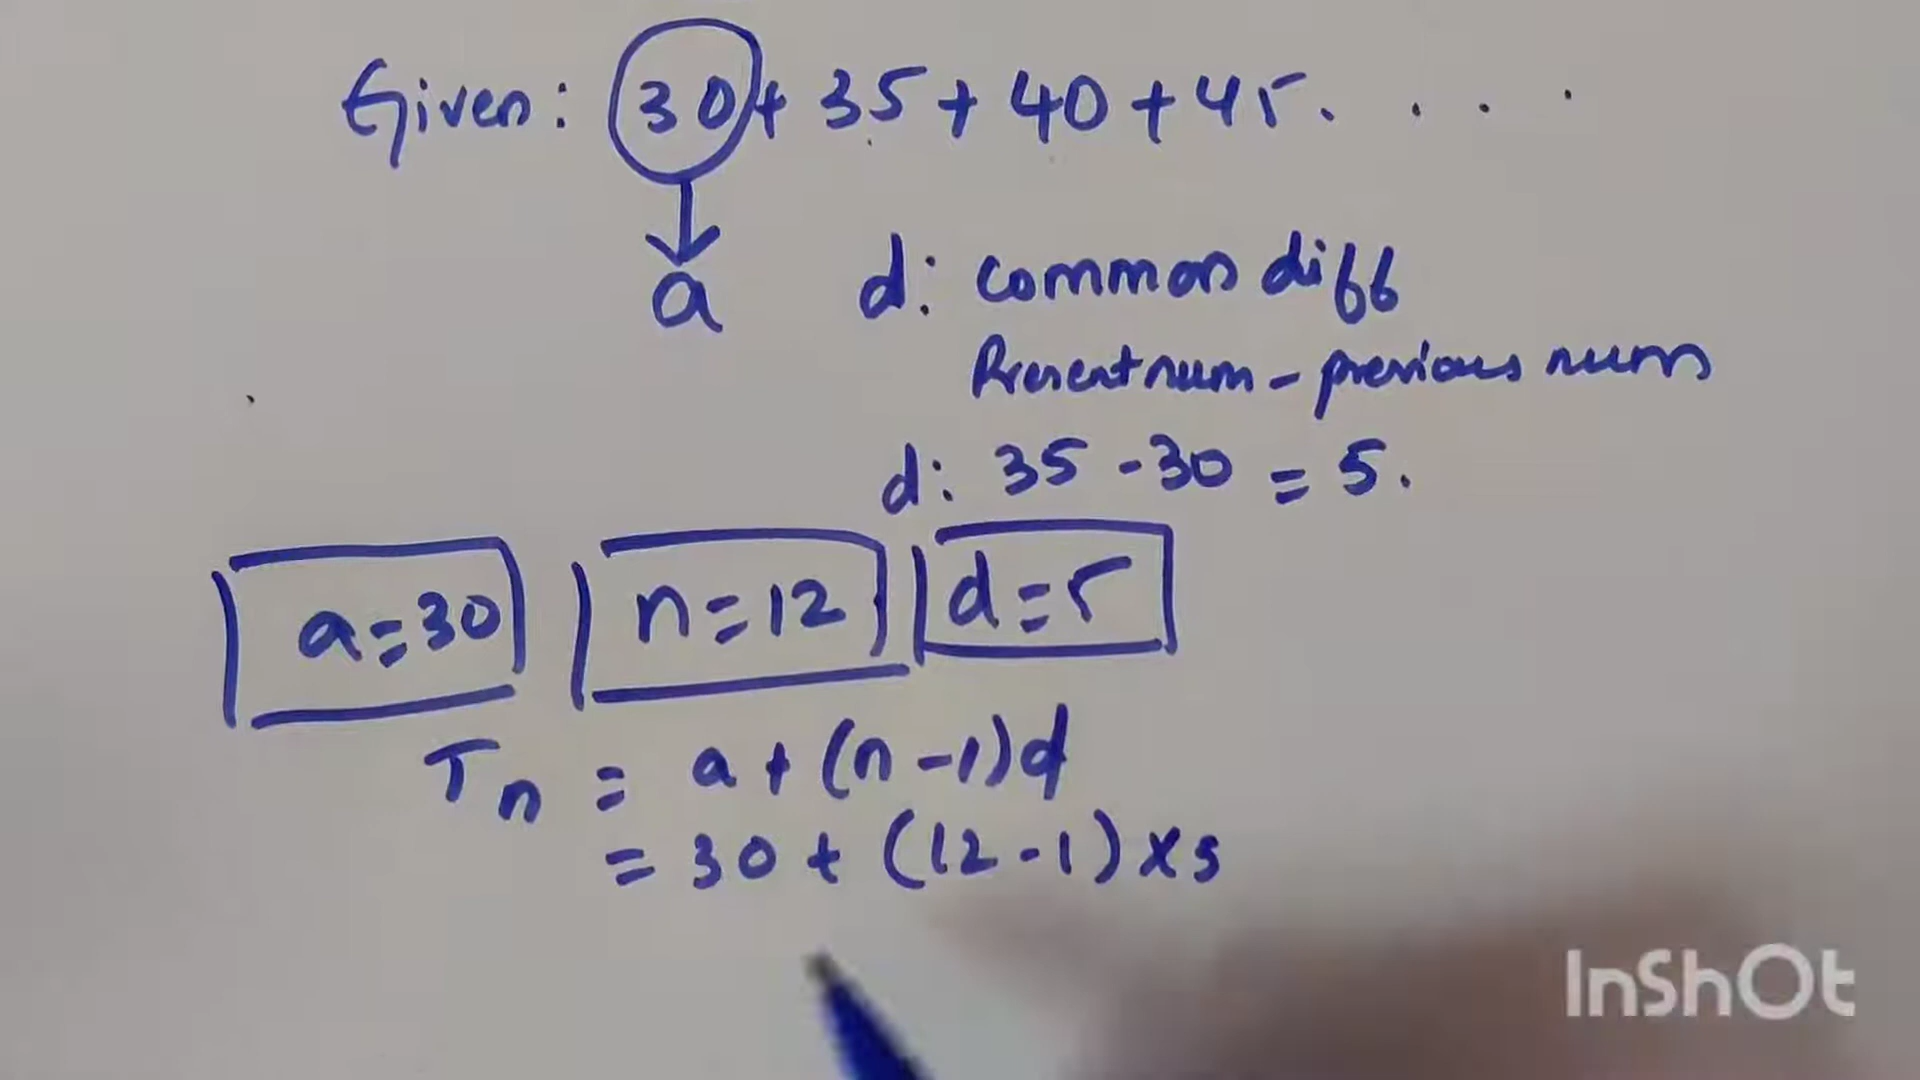 Given: 30 + 35 + 40 + 45. . . .
a
d: common diff
Present num - previous num
d: 35 - 30 = 5.
a = 30 n = 12 d = 5
Tn = a + (n - 1)d
= 30 + (12 - 1) x 5
InShOt